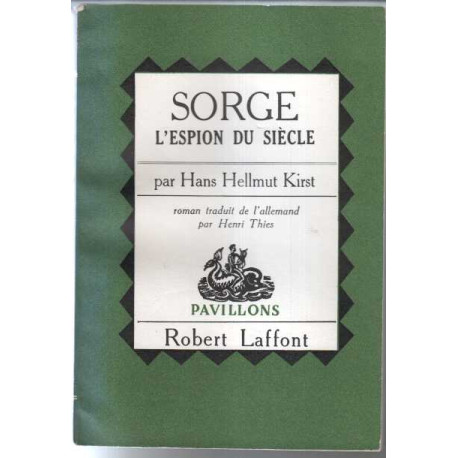 SORGE
L'ESPION DU SIÈCLE
par Hans Hellmut Kirst
roman traduit de l'allemand
par Henri Thies
PAVILLONS
Robert Laffont